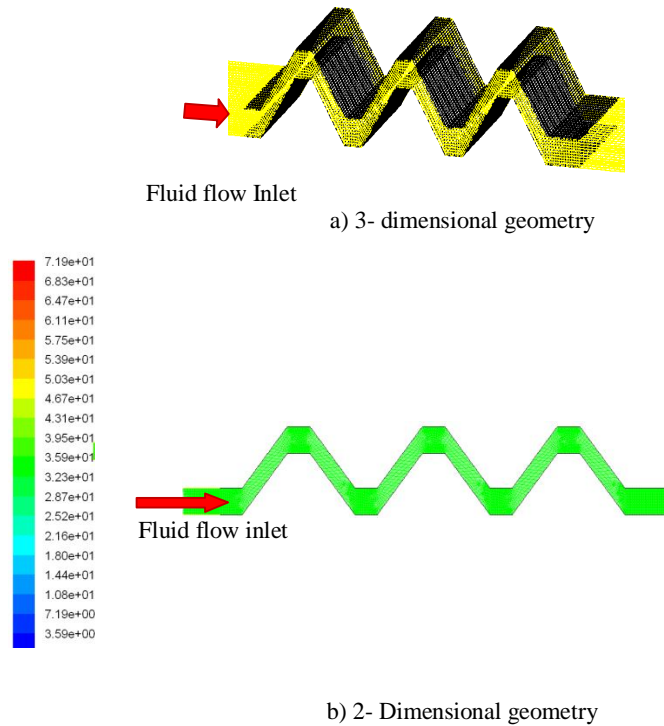 Fluid flow Inlet
a) 3- dimensional geometry
7.19e+01
6.83e+01
6.47e+01
6.11e+01
5.75e+01
5.39e+01
5.03e+01
4.67e+01
4.31e+01
3.95e+01
3.59e+01
3.23e+01
2.87e+01
2.52e+01
2.16e+01
1.80e+01
1.44e+01
1.08e+01
7.19e+00
3.59e+00
Fluid flow inlet
b) 2- Dimensional geometry